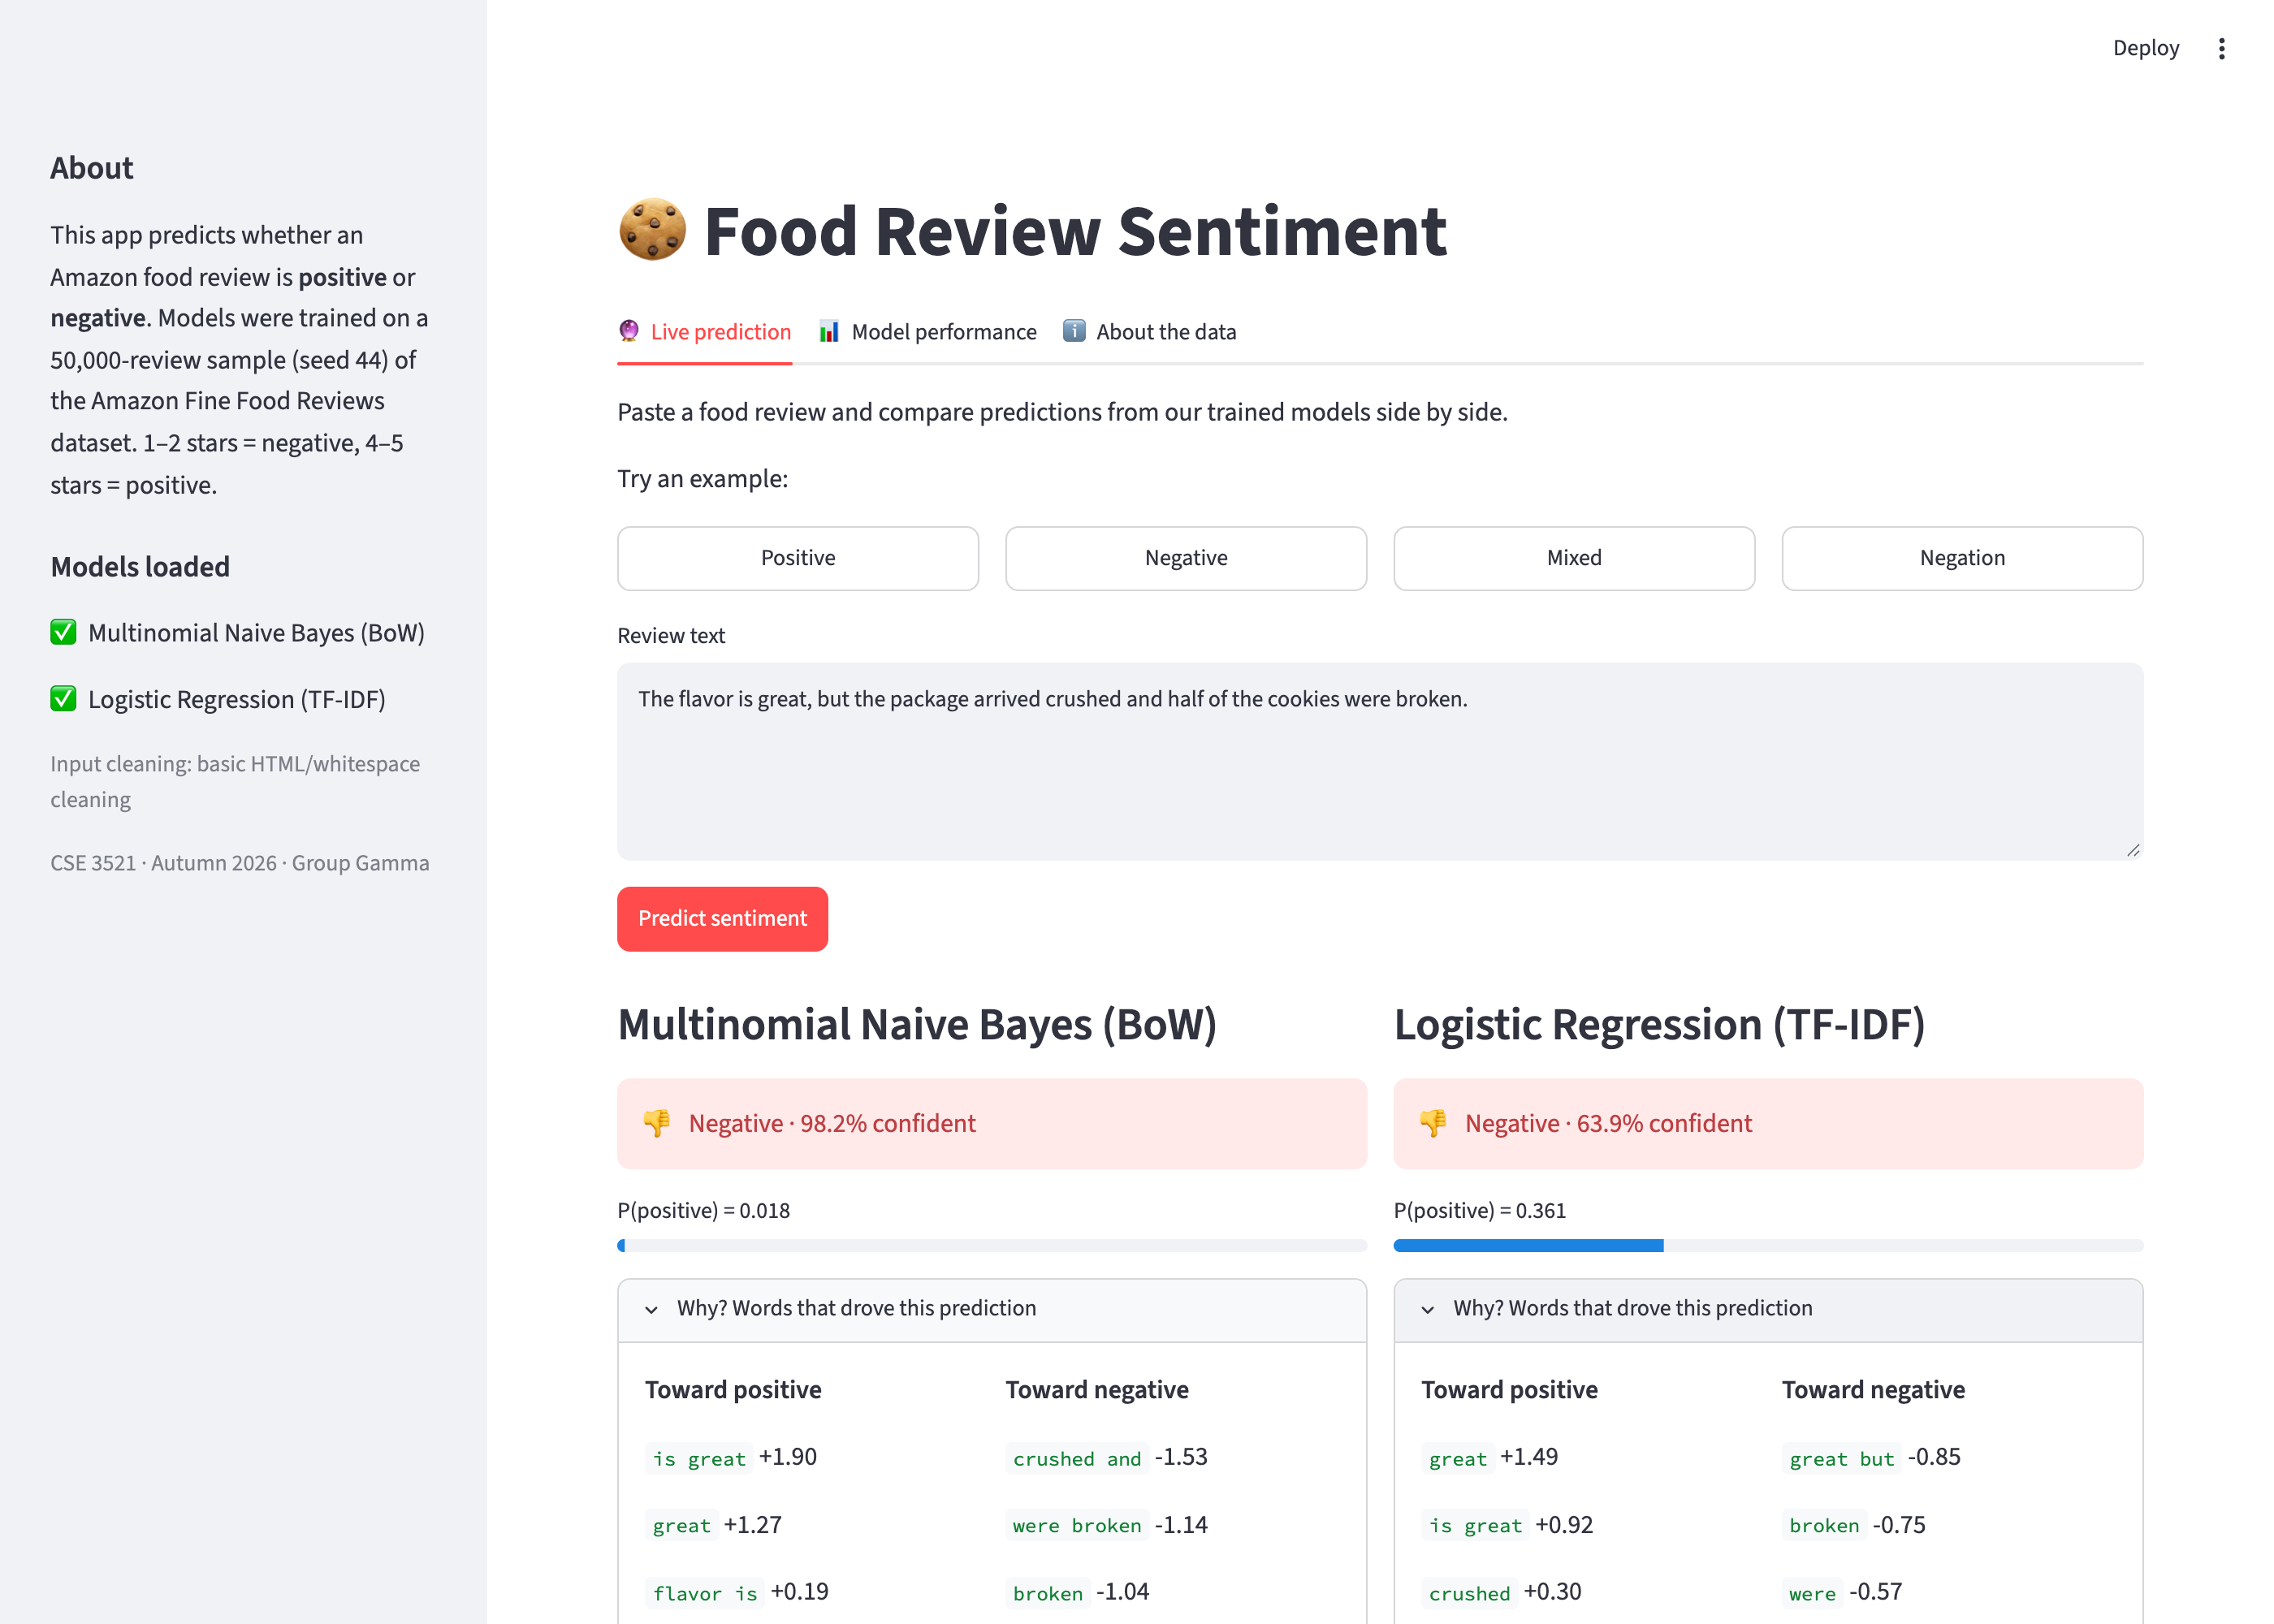 Deploy
About
This app predicts whether an
Amazon food review is positive or
negative. Models were trained on a
50,000-review sample (seed 44) of
the Amazon Fine Food Reviews
dataset. 1–2 stars = negative, 4–5
stars = positive.
Models loaded
Multinomial Naive Bayes (BoW)
Logistic Regression (TF-IDF)
Input cleaning: basic HTML/whitespace
cleaning
CSE 3521 · Autumn 2026 · Group Gamma
Food Review Sentiment
Live prediction Model performance About the data
Paste a food review and compare predictions from our trained models side by side.
Try an example:
Positive Negative Mixed Negation
Review text
The flavor is great, but the package arrived crushed and half of the cookies were broken.
Predict sentiment
Multinomial Naive Bayes (BoW)
Negative · 98.2% confident
P(positive) = 0.018
Why? Words that drove this prediction
Toward positive Toward negative
is great +1.90 crushed and -1.53
great +1.27 were broken -1.14
flavor is +0.19 broken -1.04
Logistic Regression (TF-IDF)
Negative · 63.9% confident
P(positive) = 0.361
Why? Words that drove this prediction
Toward positive Toward negative
great +1.49 great but -0.85
is great +0.92 broken -0.75
crushed +0.30 were -0.57